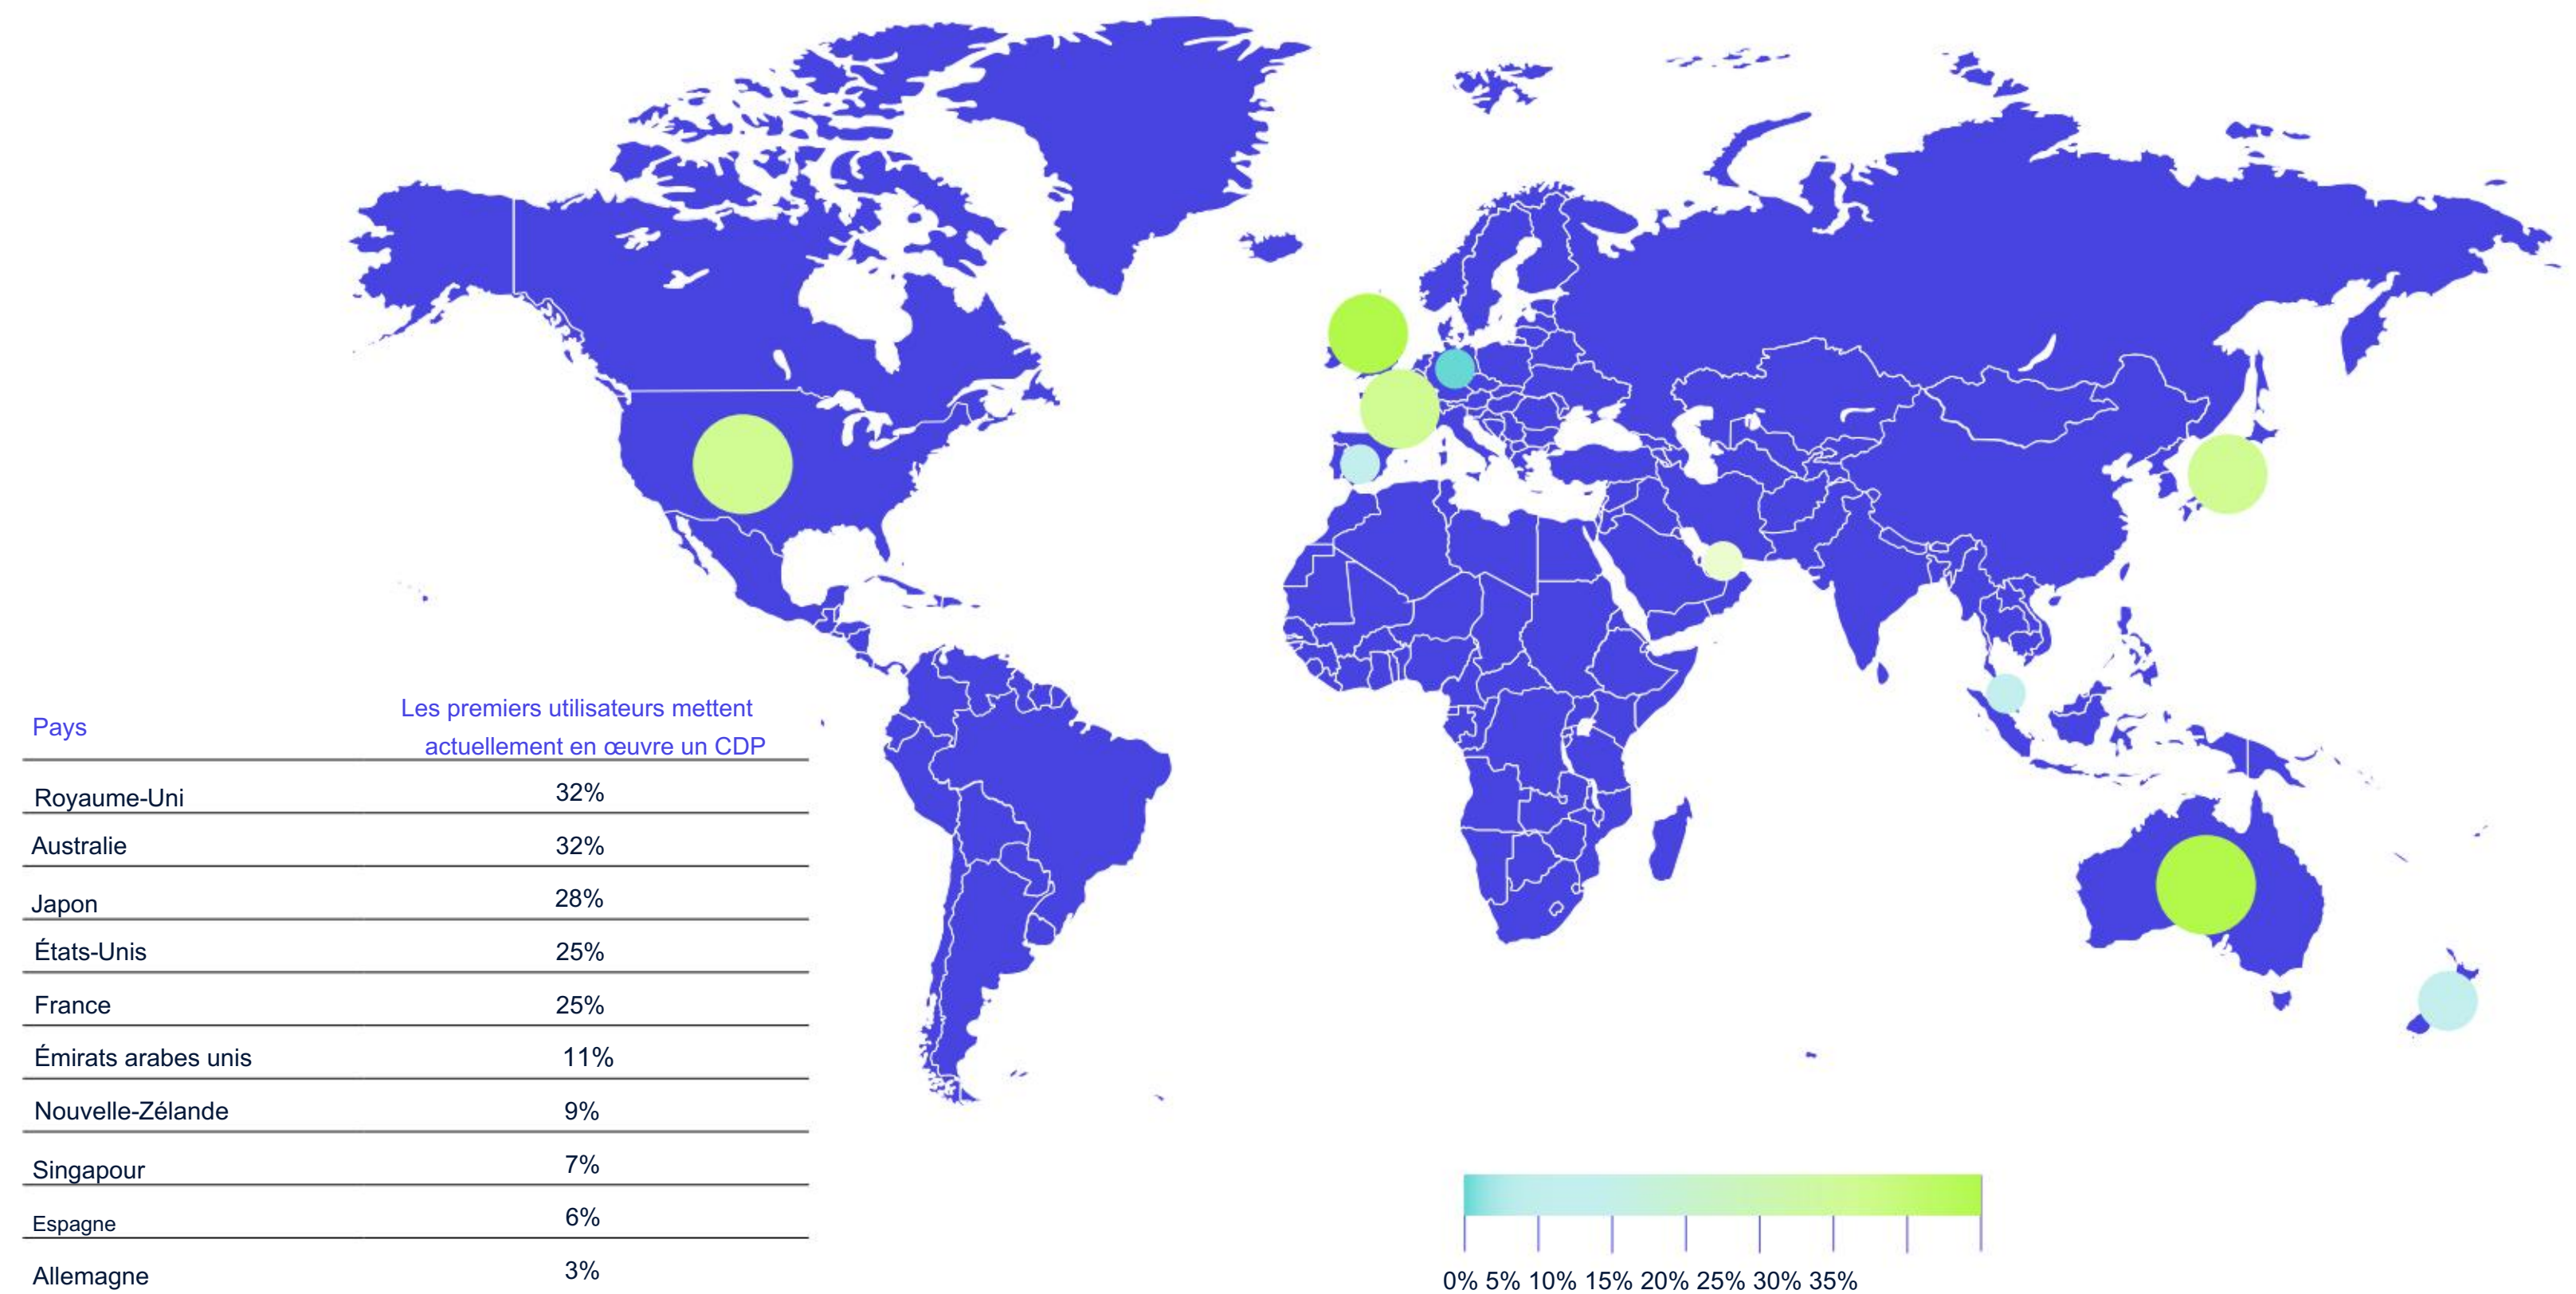 Pays
Les premiers utilisateurs mettent
actuellement en œuvre un CDP
Royaume-Uni 32%
Australie 32%
Japon 28%
États-Unis 25%
France 25%
Émirats arabes unis 11%
Nouvelle-Zélande 9%
Singapour 7%
Espagne 6%
Allemagne 3%
0% 5% 10% 15% 20% 25% 30% 35%